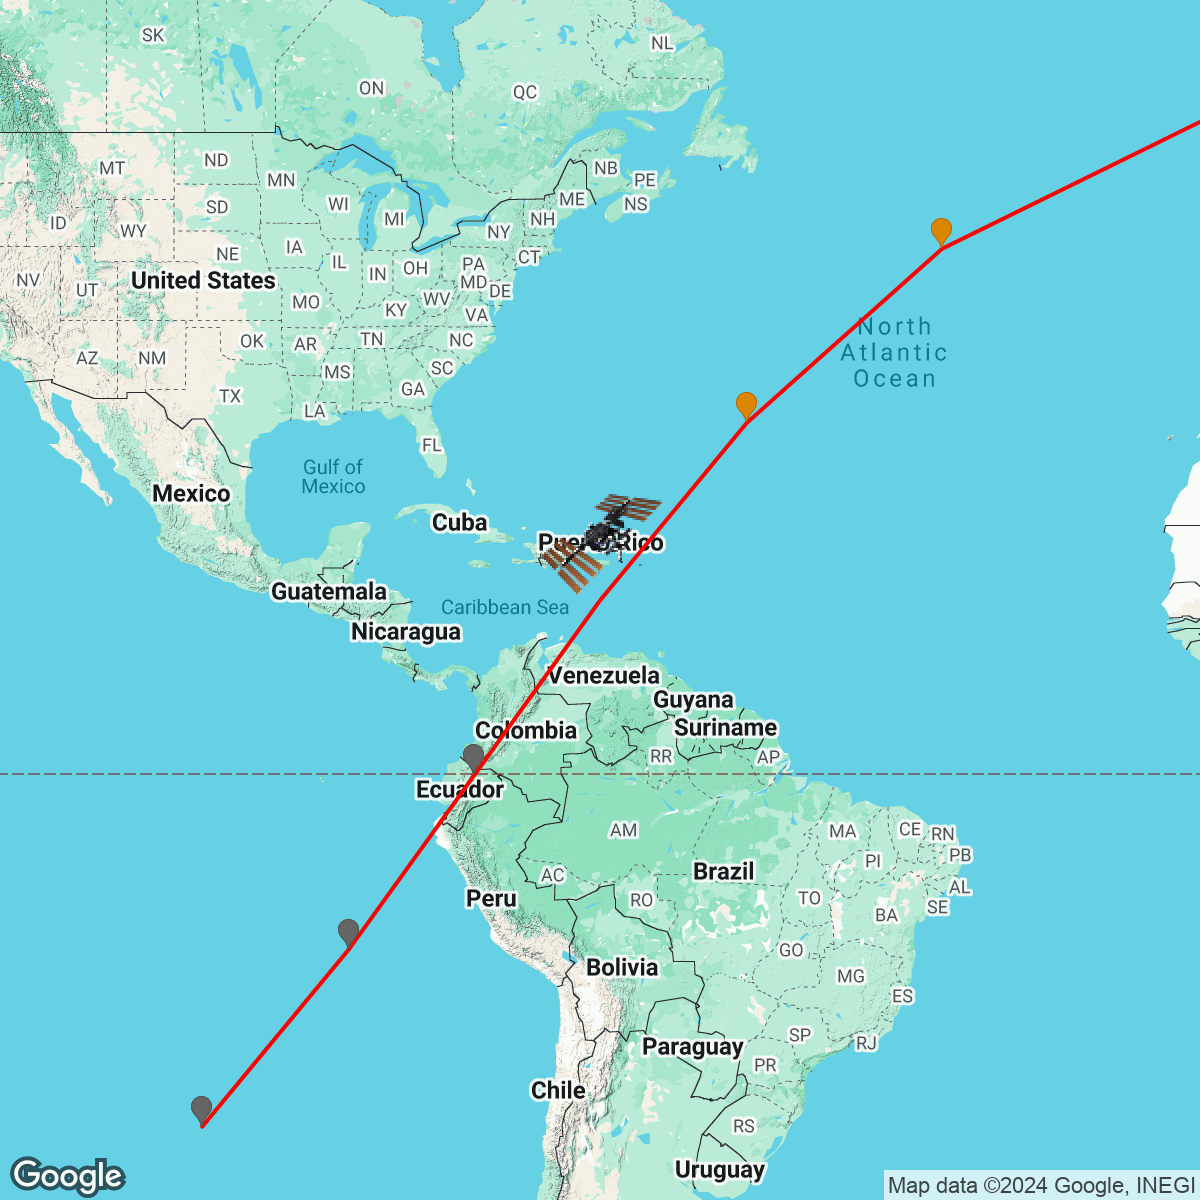 SK
NL
ON
QC
MT
ND
MN
NB
PE
ID
SD
WI
MI
ME
NS
WY
NH
NY
NE
IA
IL
IN
OH
PA
CT
NV
UT
United States
MD
DE
MO
KY
WV
VA
North
Atlantic
Ocean
AZ
NM
OK
AR
TN
NC
MS
SC
TX
GA
LA
FL
Gulf of
Mexico
Mexico
Cuba
Puerto Rico
Guatemala
Caribbean Sea
Nicaragua
Venezuela
Guyana
Colombia
Suriname
RR
AP
Ecuador
AM
MA
CE
RN
PB
PI
AC
Brazil
AL
Peru
RO
TO
SE
BA
GO
Bolivia
MG
ES
SP
RJ
Paraguay
PR
Chile
RS
Uruguay
Google
Map data ©2024 Google, INEGI